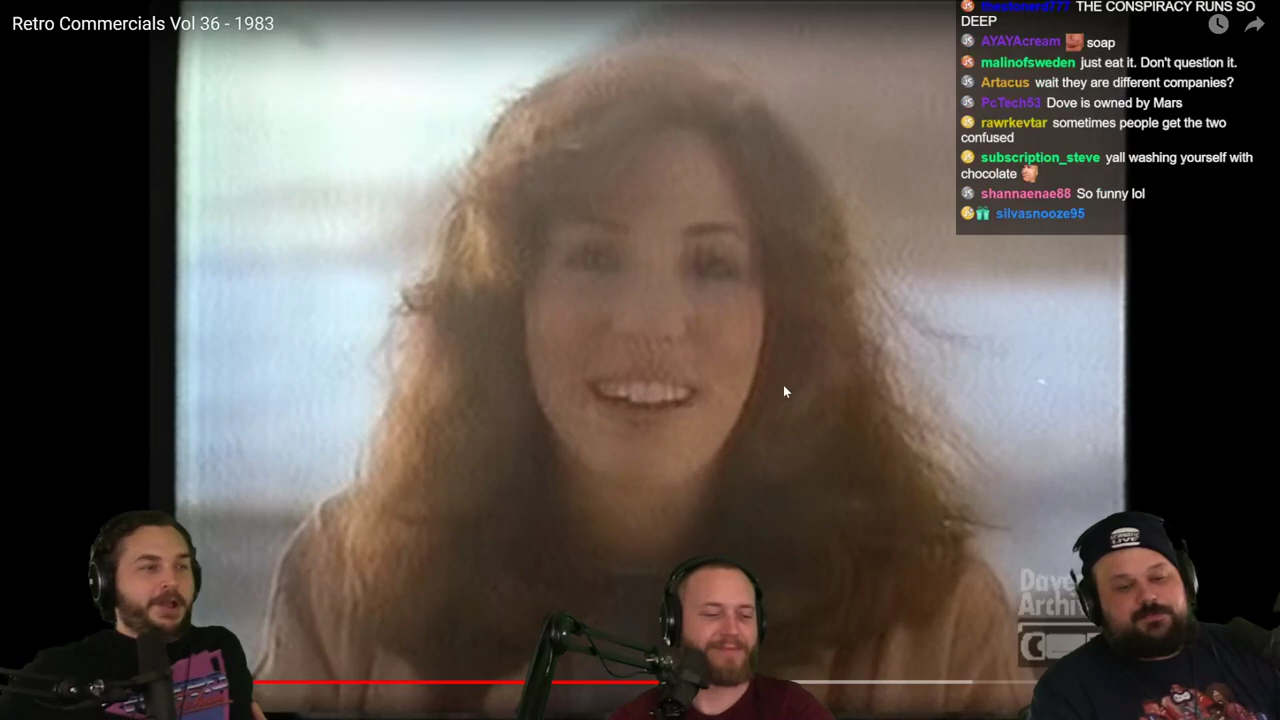 Retro Commercials Vol 36 - 1983
THE CONSPIRACY RUNS SO
DEEP
AYAYAcream soap
malinofsweden just eat it. Don't question it.
Artacus wait they are different companies?
PcTech53 Dove is owned by Mars
rawrkevtar sometimes people get the two
confused
subscription_steve yall washing yourself with
chocolate
shannaenae88 So funny lol
silvasnooze95
LIVE